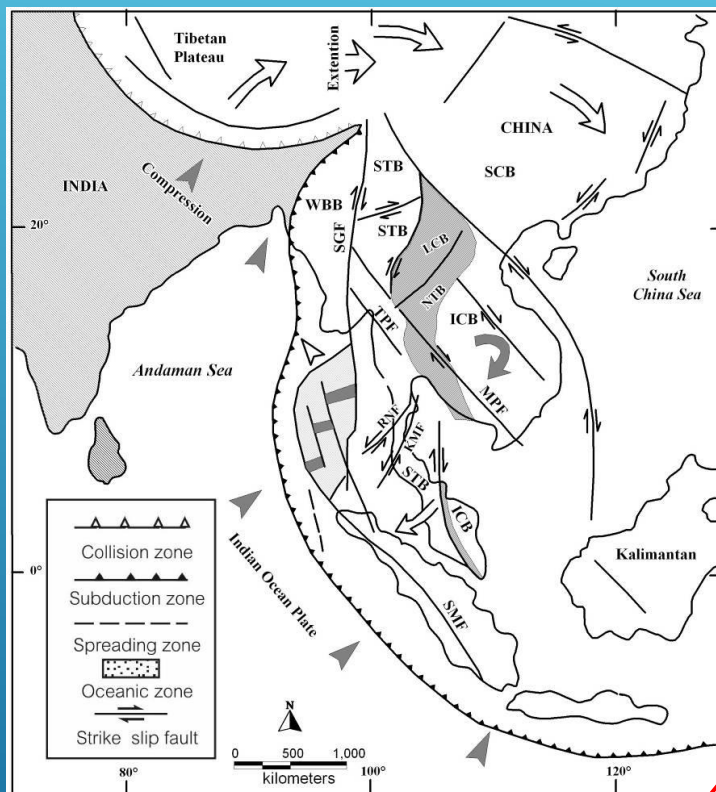 Tibetan
Plateau
Extention
CHINA
STB
SCB
INDIA
Compression
WBB
SGF
STB
20°
LCB
South
China Sea
NTB
ICB
TPF
Andaman Sea
MPF
RNF
KMF
STB
ICB
Kalimantan
Indian Ocean Plate
0°
SMF
Collision zone
Subduction zone
Spreading zone
Oceanic zone
Strike slip fault
N
0 500 1,000
kilometers
80° 100° 120°